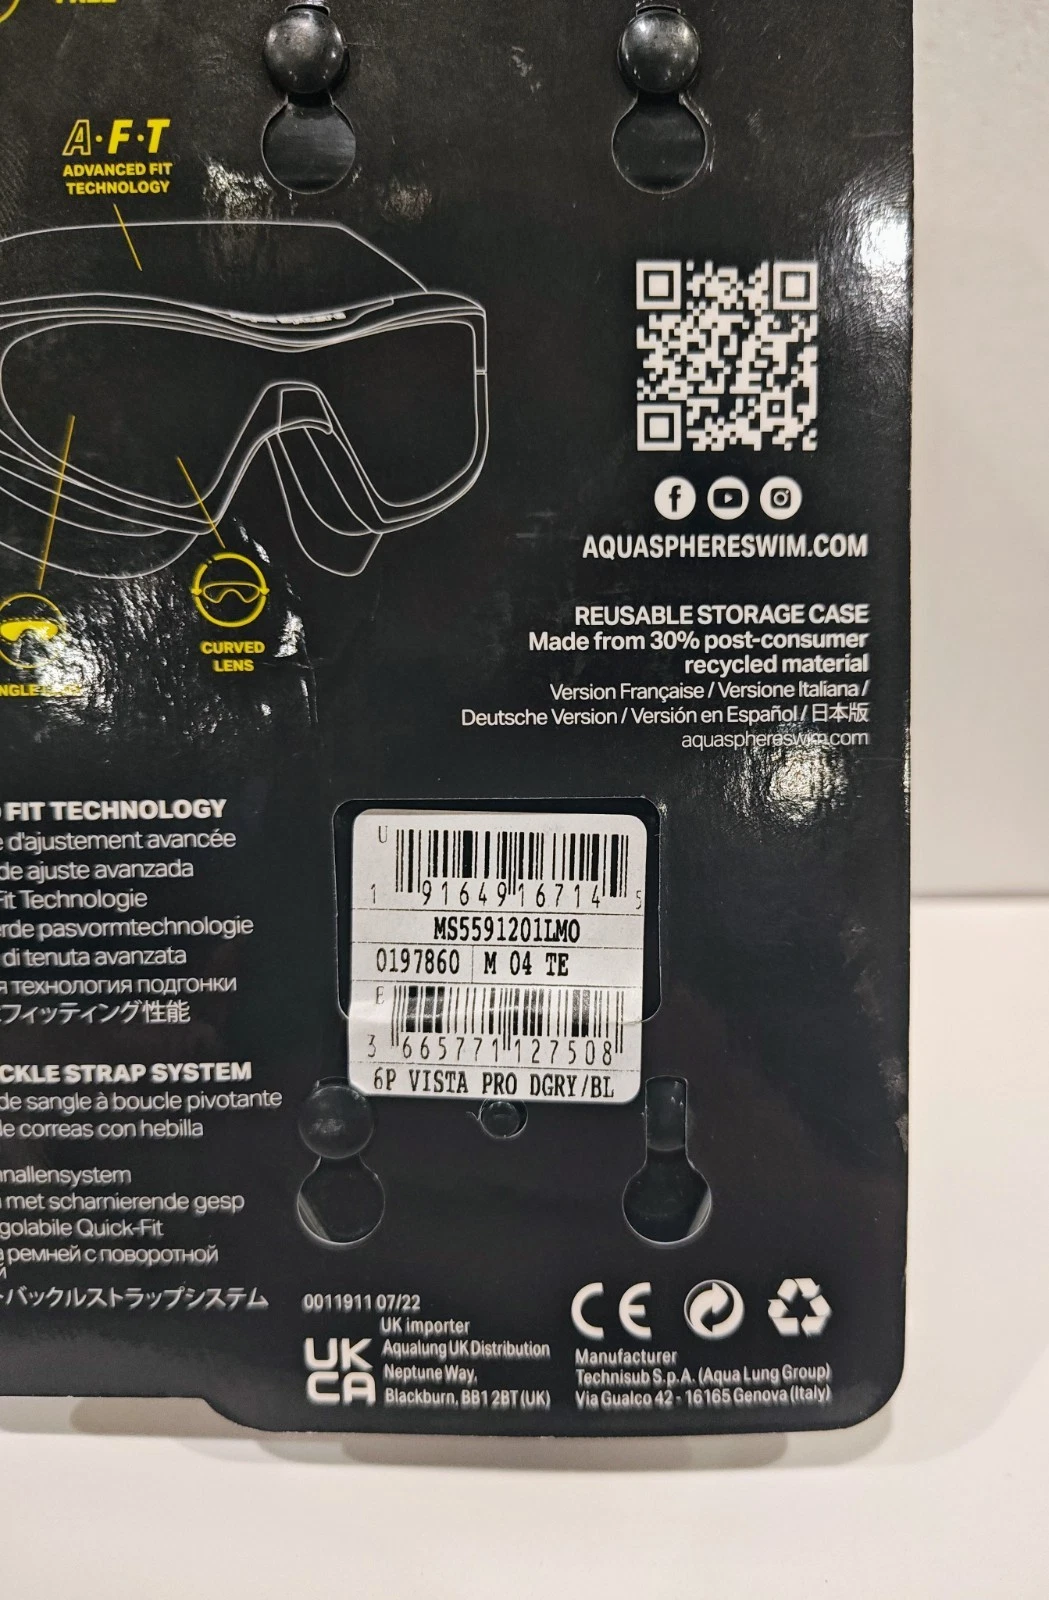 FREE
A·F·T
ADVANCED FIT
TECHNOLOGY
CURVED
LENS
AQUASPHERESWIM.COM
REUSABLE STORAGE CASE
Made from 30% post-consumer
recycled material
Version Française / Versione Italiana /
Deutsche Version / Versión en Español / 日本版
aquasphereswim.com
FIT TECHNOLOGY
d'ajustement avancée
de ajuste avanzada
Fit Technologie
pasvormtechnologie
di tenuta avanzata
технология подгонки
フィッティング性能
U
1 91649 16714 5
MS5591201LMO
0197860 M 04 TE
E
3 665771 127508
6P VISTA PRO DGRY/BL
STRAP SYSTEM
de sangle à boucle pivotante
correas con hebilla
met scharnierende gesp
Quick-Fit
ремней с поворотной
バックルストラップシステム
0011911 07/22
UK importer
UK
CA
Aqualung UK Distribution
Neptune Way,
Blackburn, BB1 2BT (UK)
CE
Manufacturer
Technisub S.p.A. (Aqua Lung Group)
Via Gualco 42 - 16165 Genova (Italy)